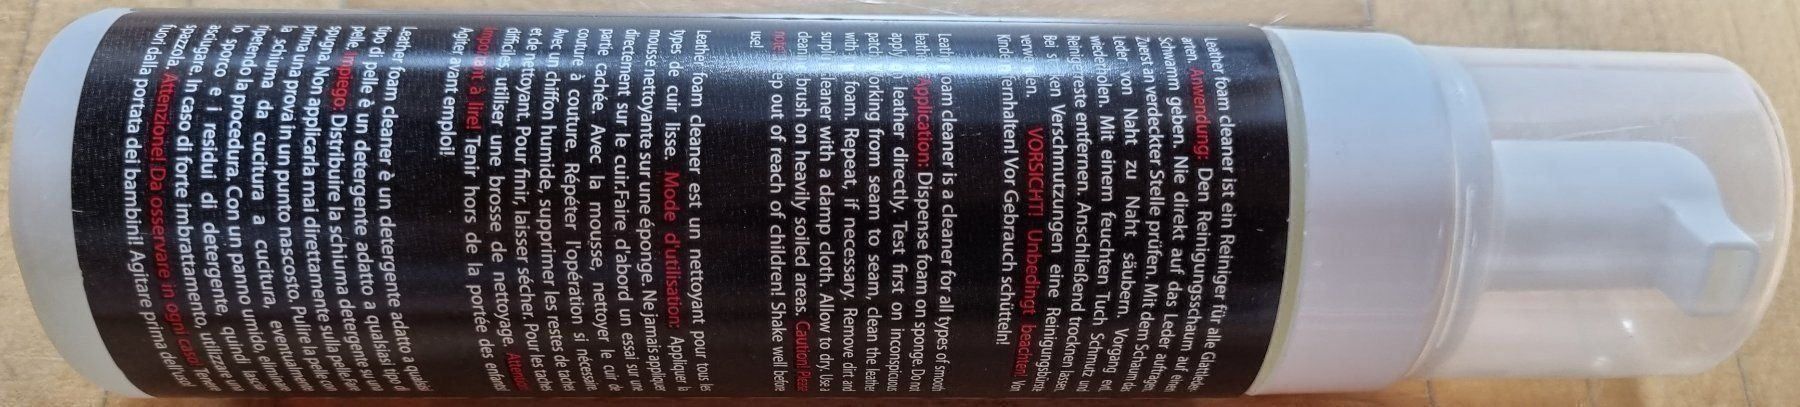 Leather foam cleaner ist ein Reiniger für alle Glattleder-
arten. Anwendung: Den Reinigungsschaum auf einen
Schwamm geben. Nie direkt auf das Leder auftragen.
Zuerst an verdeckter Stelle prüfen. Mit dem Schaum das
Leder von Naht zu Naht säubern. Vorgang
wiederholen. Mit einem feuchten Tuch Schmutz und
Reinigerreste entfernen. Anschließend trocknen lassen.
Bei starken Verschmutzungen eine Reinigungsbürste
verwenden. VORSICHT! Unbedingt beachten! Von
Kindern fernhalten! Vor Gebrauch schütteln!
Leather foam cleaner is a cleaner for all types of smooth
leather. Application: Dispense foam on sponge. Do not
apply on leather, directly. Test first on inconspicuous
patch. Working from seam to seam, clean the leather
with foam. Repeat, if necessary. Remove dirt and
surplus cleaner with a damp cloth. Allow to dry. Use a
cleaning brush on heavily soiled areas. Caution! Please
note! Keep out of reach of children! Shake well before
use!
Leather foam cleaner est un nettoyant pour tous les
types de cuir lisse. Mode d'utilisation: Appliquer la
mousse nettoyante sur une éponge. Ne jamais appliquer
directement sur le cuir.Faire d'abord un essai sur une
partie cachée. Avec la mousse, nettoyer le cuir de
couture à couture. Répéter l'opération si nécessaire.
Avec un chiffon humide, supprimer les restes de taches
et de nettoyant. Pour finir, laisser sécher. Pour les taches
difficiles, utiliser une brosse de nettoyage. Attention!
Important à lire! Tenir hors de la portée des enfants!
Agiter avant emploi!
Leather foam cleaner è un detergente adatto a qualsiasi
tipo di pelle è un detergente adatto a qualsiasi tipo di
pelle. Impiego: Distribuire la schiuma detergente su una
spugna. Non applicarla mai direttamente sulla pelle. Fare
prima una prova in un punto nascosto. Pulire la pelle con
la schiuma da cucitura a cucitura, eventualmente
ripetendo la procedura. Con un panno umido eliminare
lo sporco e i residui di detergente, quindi lasciare
asciugare. In caso di forte imbrattamento, utilizzare una
spazzola. Attenzione! Da osservare in ogni caso! Tenere
fuori dalla portata dei bambini! Agitare prima dell'uso!